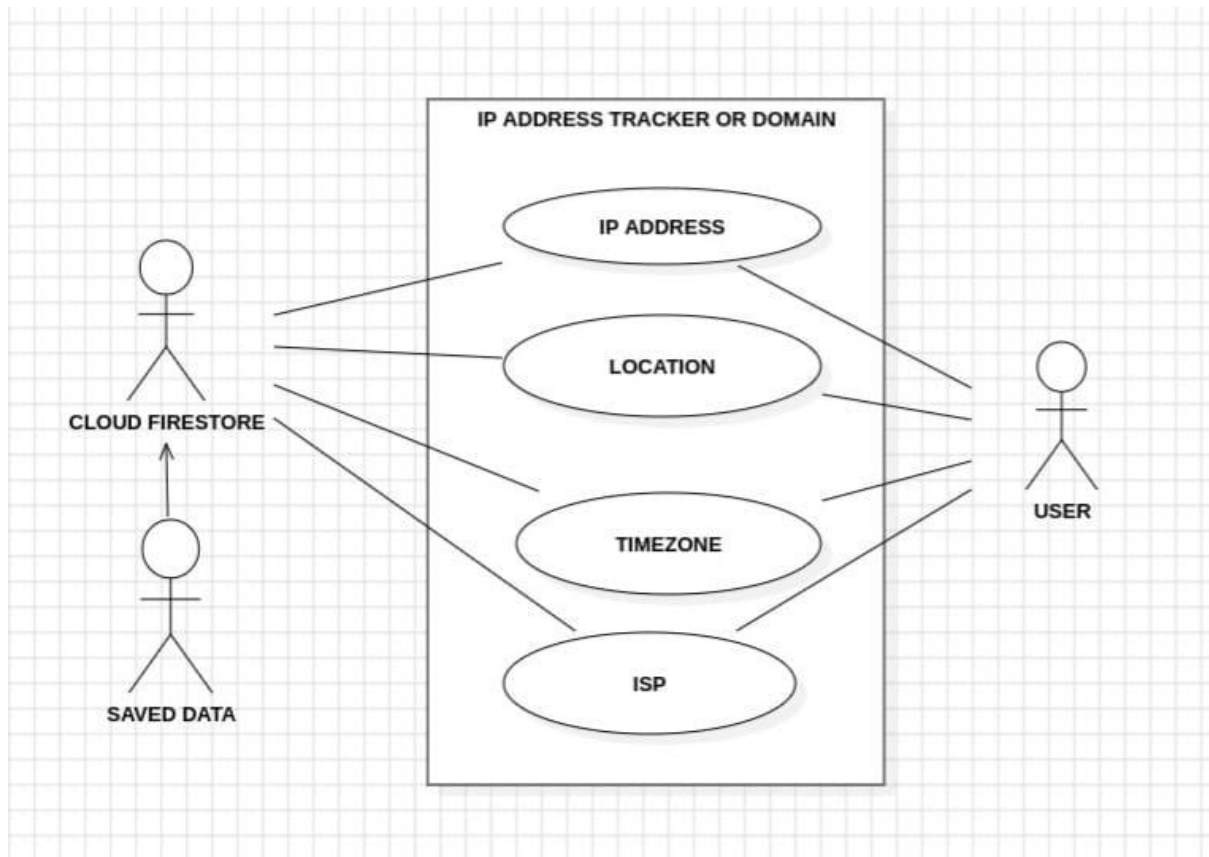 IP ADDRESS TRACKER OR DOMAIN
IP ADDRESS
LOCATION
CLOUD FIRESTORE
USER
TIMEZONE
ISP
SAVED DATA